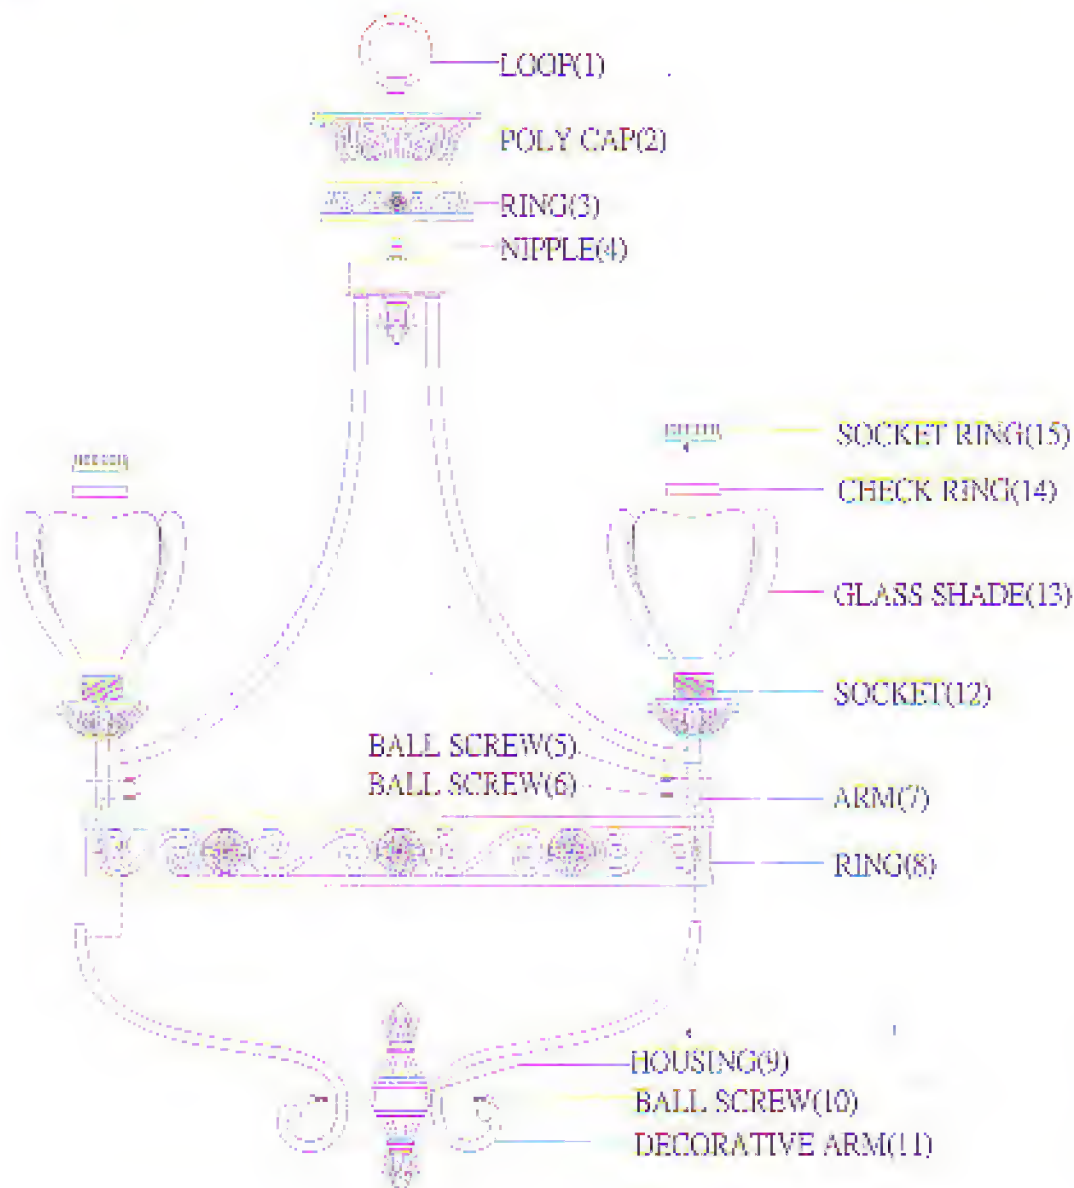 LOOP(1)
POLY CAP(2)
RING(3)
NIPPLE(4)
SOCKET RING(15)
CHECK RING(14)
GLASS SHADE(13)
SOCKET(12)
BALL SCREW(5)
BALL SCREW(6)
ARM(7)
RING(8)
HOUSING(9)
BALL SCREW(10)
DECORATIVE ARM(11)